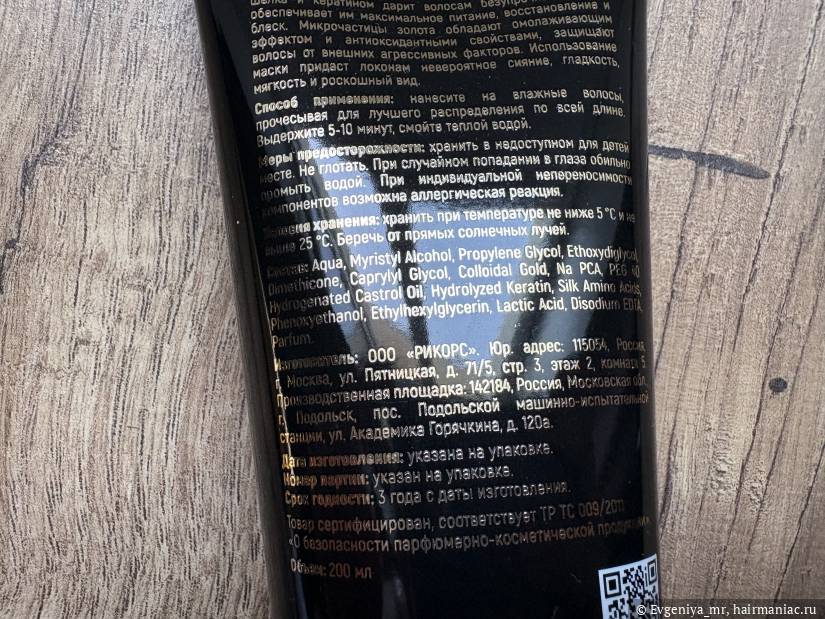 шелка и кератином дарит волосам
обеспечивает им максимальное питание, восстановление и
блеск. Микрочастицы золота обладают омолаживающим
эффектом и антиоксидантными свойствами, защищают
волосы от внешних агрессивных факторов. Использование
маски придаст локонам невероятное сияние, гладкость,
мягкость и роскошный вид.
Способ применения: нанесите на влажные волосы,
прочесывая для лучшего распределения по всей длине.
Выдержите 5-10 минут, смойте теплой водой.
Меры предосторожности: хранить в недоступном для детей
месте. Не глотать. При случайном попадании в глаза обильно
промыть водой. При индивидуальной непереносимости
компонентов возможна аллергическая реакция.
Условия хранения: хранить при температуре не ниже 5 °C и не
выше 25 °C. Беречь от прямых солнечных лучей.
Состав: Aqua, Myristyl Alcohol, Propylene Glycol, Ethoxydiglycol,
Dimethicone, Caprylyl Glycol, Colloidal Gold, Na PCA, PEG 40
Hydrogenated Castrol Oil, Hydrolyzed Keratin, Silk Amino Acids,
Phenoxyethanol, Ethylhexylglycerin, Lactic Acid, Disodium EDTA,
Parfum.
Изготовитель: ООО «РИКОРС». Юр. адрес: 115054, Россия,
г. Москва, ул. Пятницкая, д. 71/5, стр. 3, этаж 2, комната 5.
Производственная площадка: 142184, Россия, Московская обл.,
г. Подольск, пос. Подольской машинно-испытательной
станции, ул. Академика Горячкина, д. 120а.
Дата изготовления: указана на упаковке.
Номер партии: указан на упаковке.
Срок годности: 3 года с даты изготовления.
Товар сертифицирован, соответствует ТР ТС 009/2011
«О безопасности парфюмерно-косметической продукции»
Объем: 200 мл
© Evgeniya_mr, hairmaniac.ru